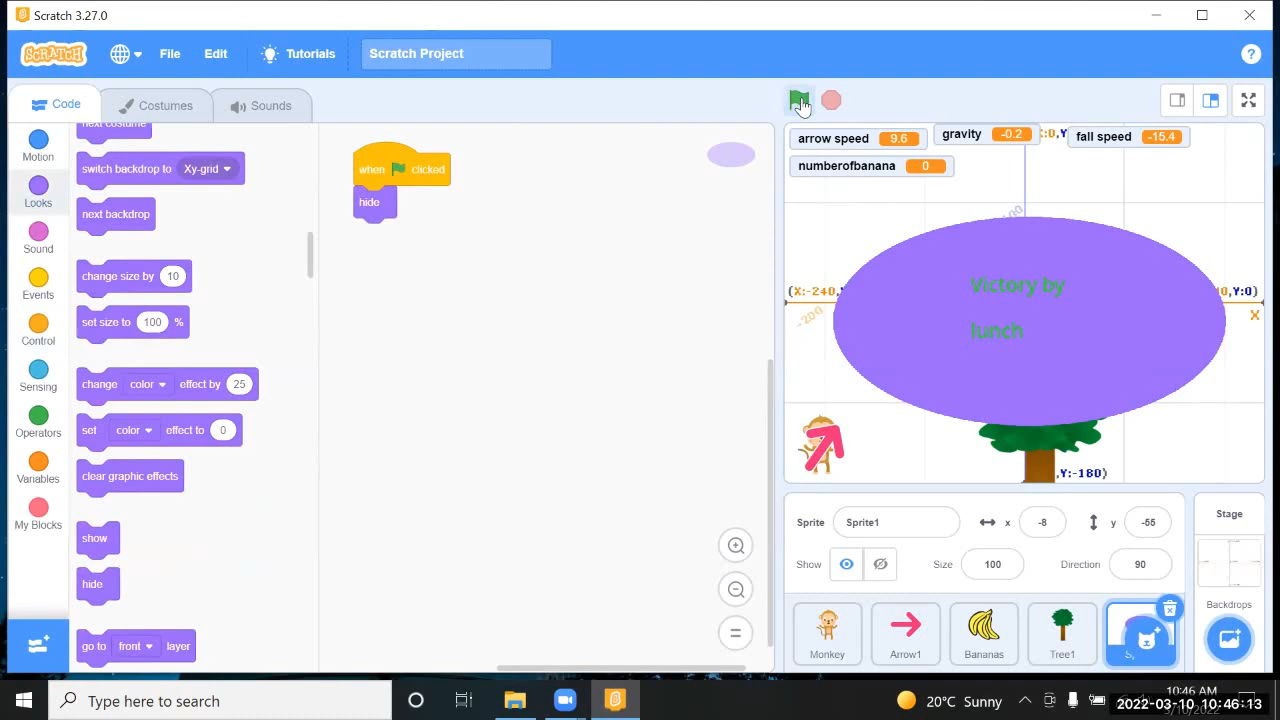 Scratch 3.27.0
SCRATCH
File
Edit
Tutorials
Scratch Project
?
Code
Costumes
Sounds
Motion
Looks
Sound
Events
Control
Sensing
Operators
Variables
My Blocks
next costume
switch backdrop to Xy-grid
next backdrop
change size by 10
set size to 100 %
change color effect by 25
set color effect to 0
clear graphic effects
show
hide
go to front layer
when clicked
hide
arrow speed 9.6
gravity -0.2
fall speed -15.4
numberofbanana 0
(X:-240,
-200
Y:0)
X
Victory by
lunch
,Y:-180)
Sprite
Sprite1
x
-8
y
-55
Show
Size
100
Direction
90
Stage
Backdrops
Monkey
Arrow1
Bananas
Tree1
Type here to search
20°C Sunny
10:46 AM
2022-03-10 10:46:13